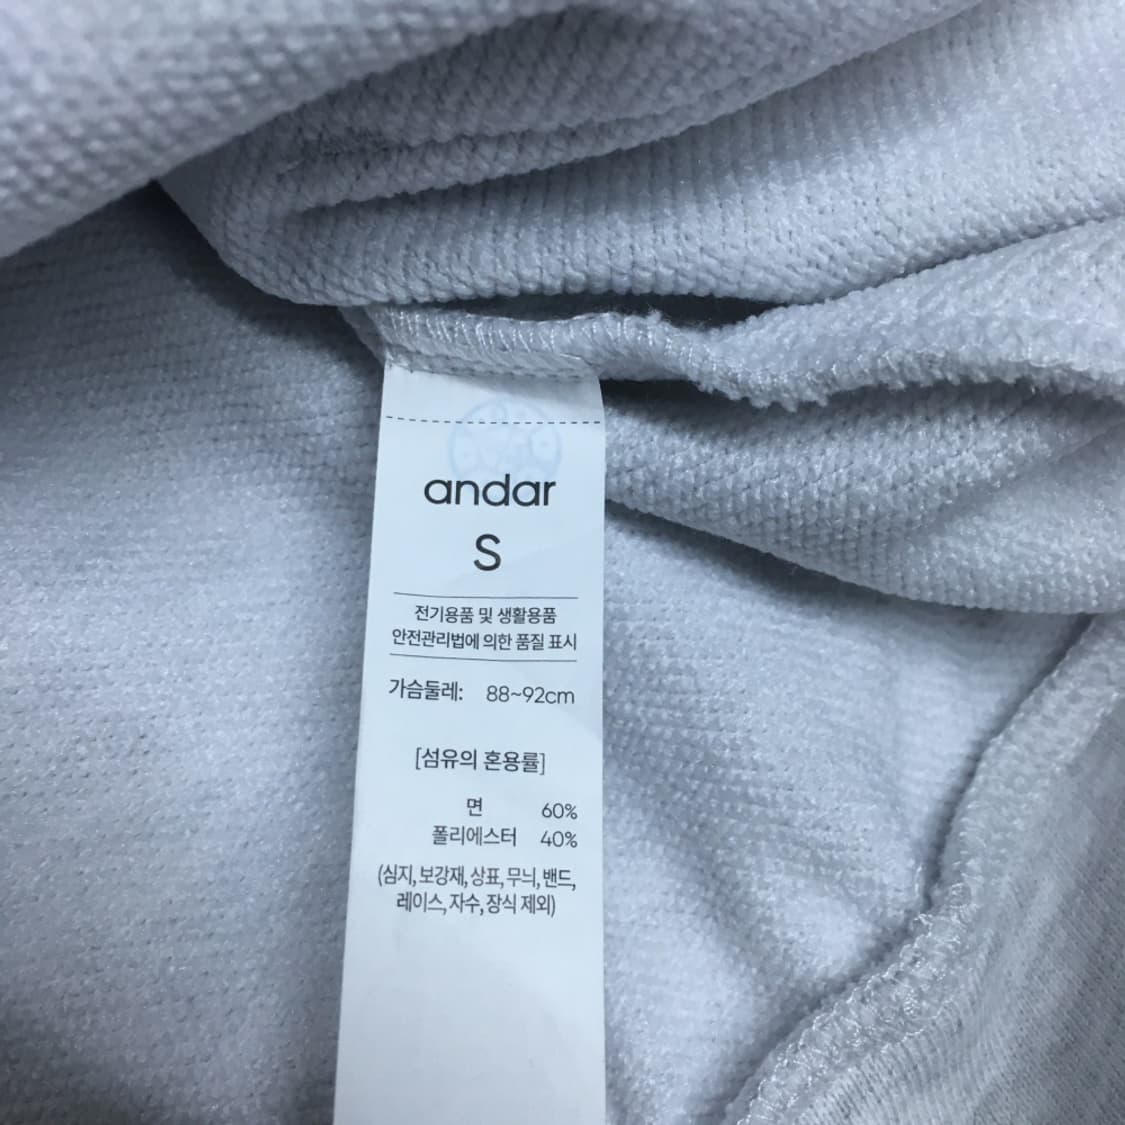 andar
S
전기용품 및 생활용품
안전관리법에 의한 품질 표시
가슴둘레: 88~92cm
[섬유의 혼용률]
면 60%
폴리에스터 40%
(심지,보강재,상표,무늬,밴드,
레이스,자수,장식 제외)